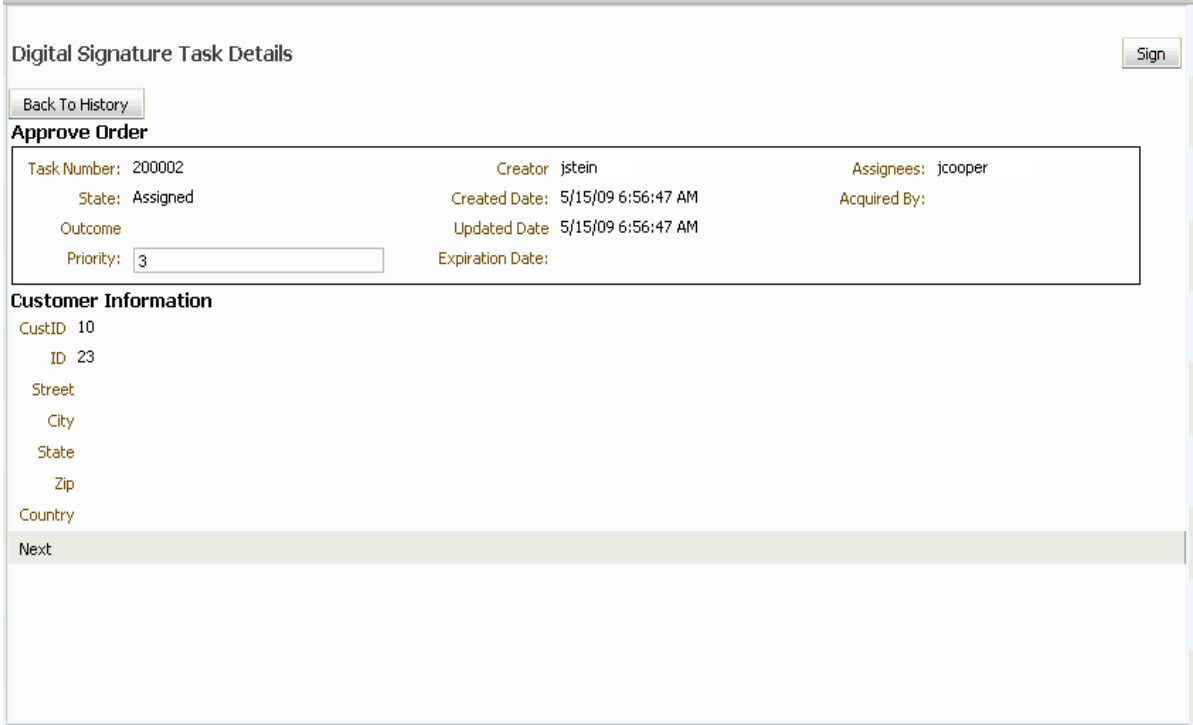 Digital Signature Task Details
Sign
Back To History
Approve Order
Task Number: 200002 Creator jstein Assignees: jcooper
State: Assigned Created Date: 5/15/09 6:56:47 AM Acquired By:
Outcome Updated Date 5/15/09 6:56:47 AM
Priority: 3 Expiration Date:
Customer Information
CustID 10
ID 23
Street
City
State
Zip
Country
Next